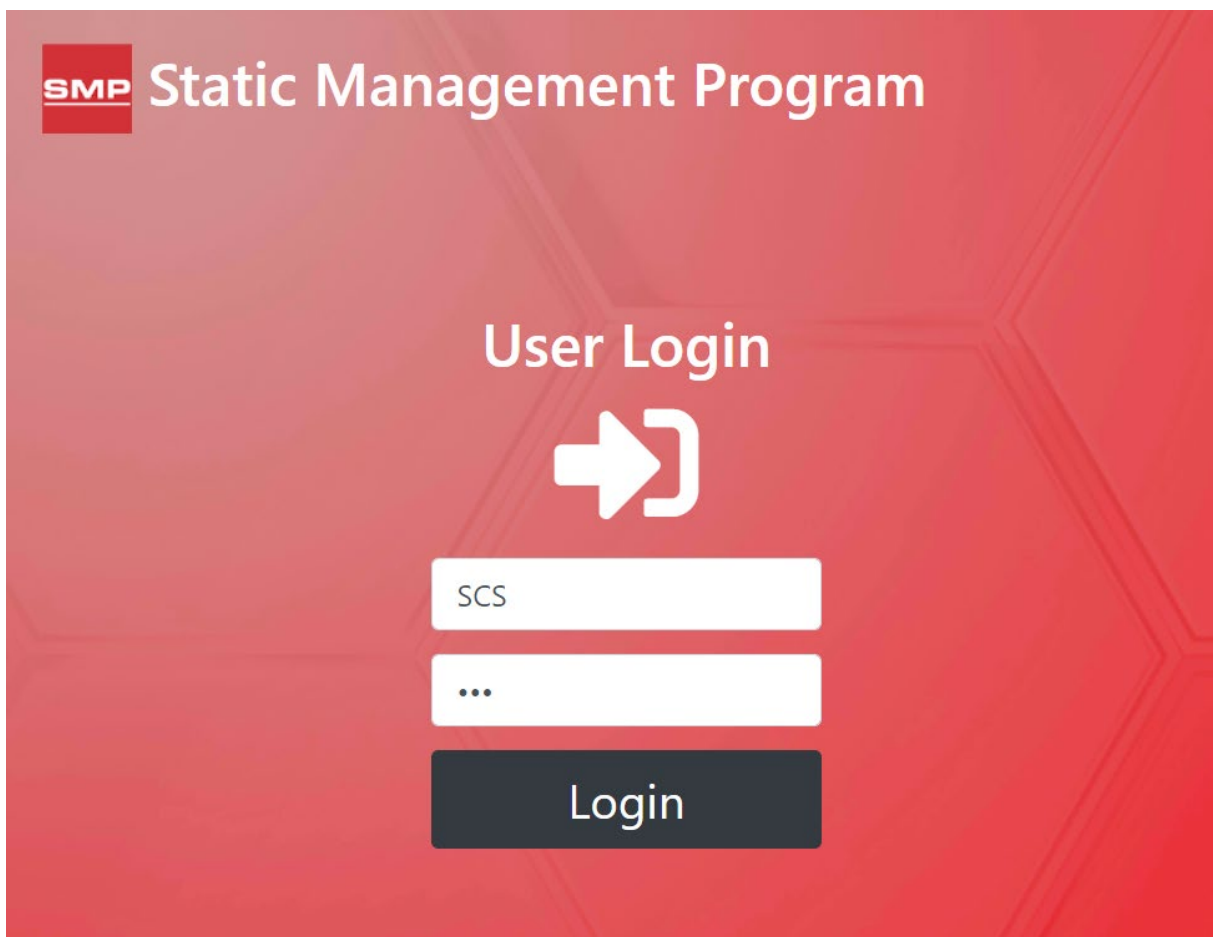 SMP Static Management Program
User Login
SCS
•••
Login